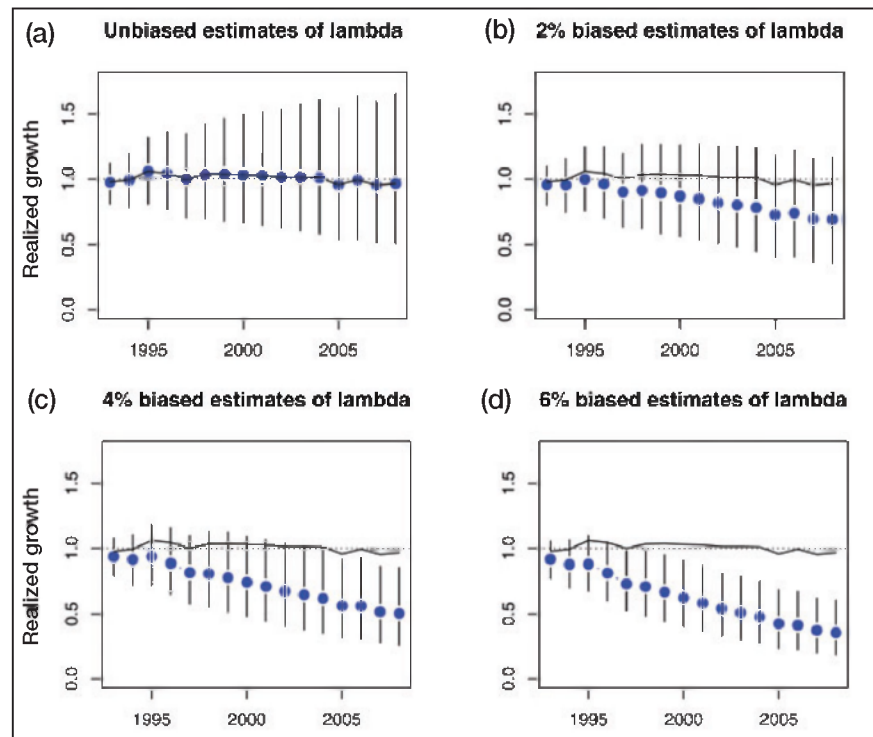 (a) Unbiased estimates of lambda
Realized growth
1.5
1.0
0.5
0.0
1995 2000 2005
(b) 2% biased estimates of lambda
1.5
1.0
0.5
0.0
1995 2000 2005
(c) 4% biased estimates of lambda
Realized growth
1.5
1.0
0.5
0.0
1995 2000 2005
(d) 6% biased estimates of lambda
1.5
1.0
0.5
0.0
1995 2000 2005